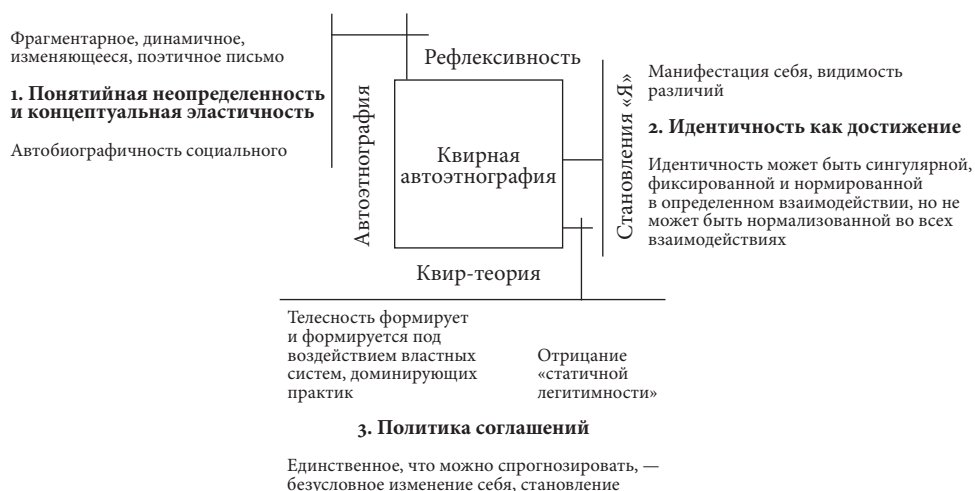 Фрагментарное, динамичное,
изменяющееся, поэтичное письмо
1. Понятийная неопределенность
и концептуальная эластичность
Автобиографичность социального
Автоэтнография
Рефлексивность
Квирная
автоэтнография
Квир-теория
Становления «Я»
Манифестация себя, видимость
различий
2. Идентичность как достижение
Идентичность может быть сингулярной,
фиксированной и нормированной
в определенном взаимодействии, но не
может быть нормализованной во всех
взаимодействиях
Телесность формирует
и формируется под
воздействием властных
систем, доминирующих
практик
Отрицание
«статичной
легитимности»
3. Политика соглашений
Единственное, что можно спрогнозировать, —
безусловное изменение себя, становление